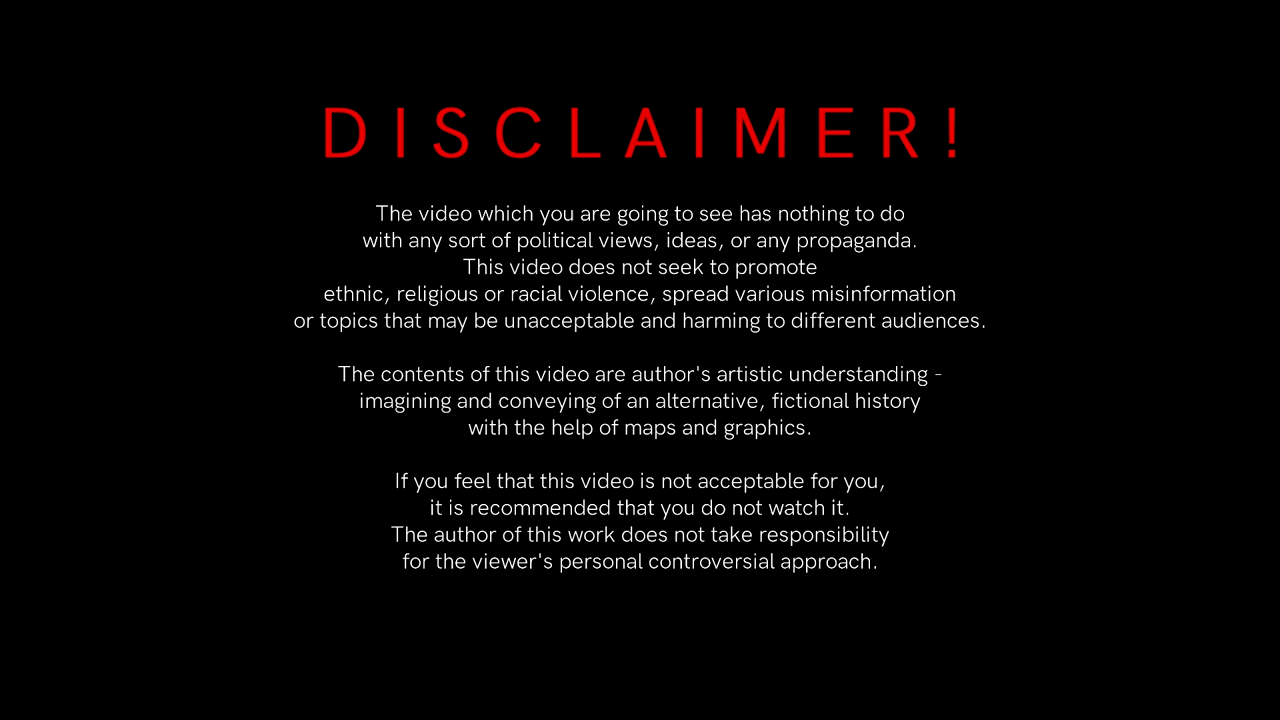 DISCLAIMER!
The video which you are going to see has nothing to do
with any sort of political views, ideas, or any propaganda.
This video does not seek to promote
ethnic, religious or racial violence, spread various misinformation
or topics that may be unacceptable and harming to different audiences.
The contents of this video are author's artistic understanding -
imagining and conveying of an alternative, fictional history
with the help of maps and graphics.
If you feel that this video is not acceptable for you,
it is recommended that you do not watch it.
The author of this work does not take responsibility
for the viewer's personal controversial approach.